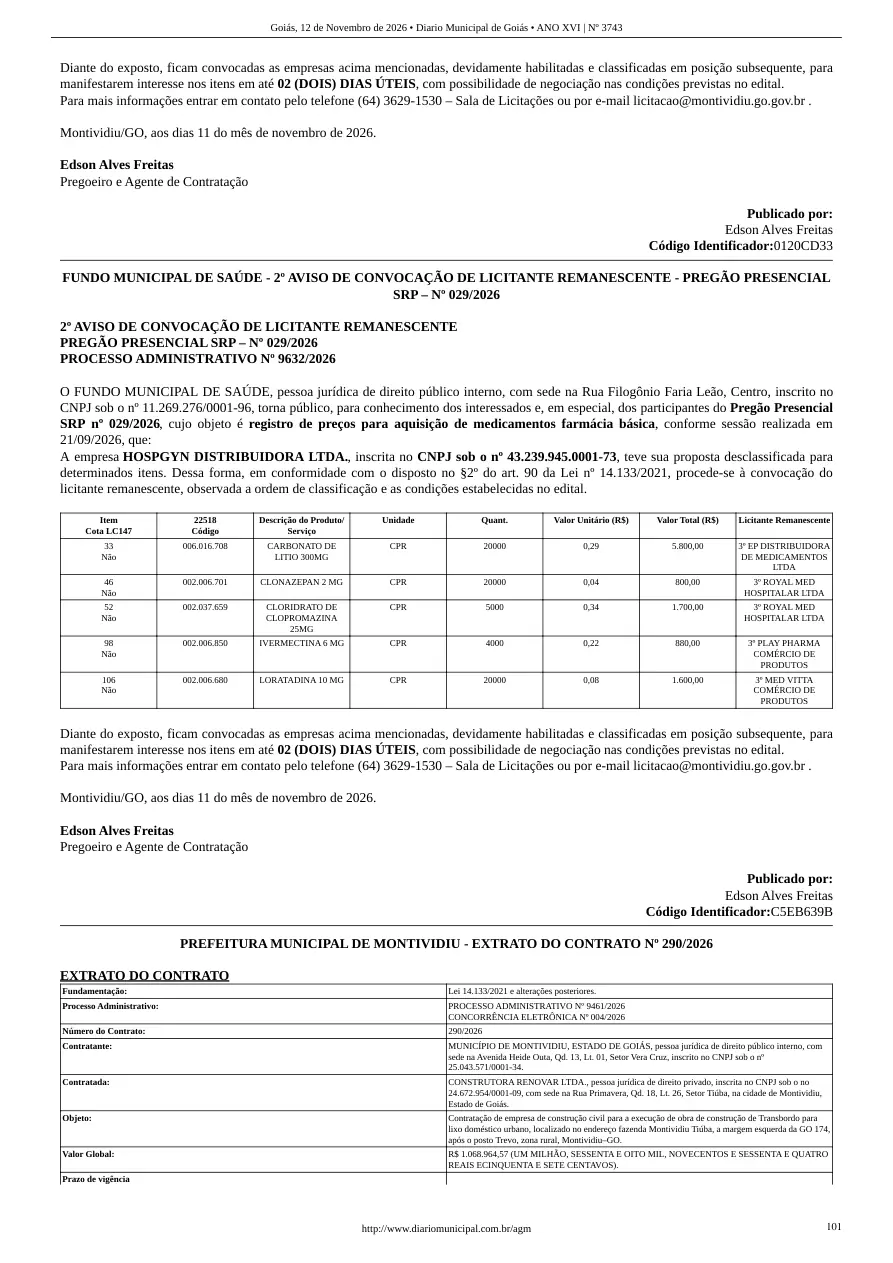 Goiás, 12 de Novembro de 2026 • Diario Municipal de Goiás • ANO XVI | Nº 3743
Diante do exposto, ficam convocadas as empresas acima mencionadas, devidamente habilitadas e classificadas em posição subsequente, para
manifestarem interesse nos itens em até 02 (DOIS) DIAS ÚTEIS, com possibilidade de negociação nas condições previstas no edital.
Para mais informações entrar em contato pelo telefone (64) 3629-1530 – Sala de Licitações ou por e-mail licitacao@montividiu.go.gov.br .
Montividiu/GO, aos dias 11 do mês de novembro de 2026.
Edson Alves Freitas
Pregoeiro e Agente de Contratação
Publicado por:
Edson Alves Freitas
Código Identificador:0120CD33
FUNDO MUNICIPAL DE SAÚDE - 2º AVISO DE CONVOCAÇÃO DE LICITANTE REMANESCENTE - PREGÃO PRESENCIAL
SRP – Nº 029/2026
2º AVISO DE CONVOCAÇÃO DE LICITANTE REMANESCENTE
PREGÃO PRESENCIAL SRP – Nº 029/2026
PROCESSO ADMINISTRATIVO Nº 9632/2026
O FUNDO MUNICIPAL DE SAÚDE, pessoa jurídica de direito público interno, com sede na Rua Filogônio Faria Leão, Centro, inscrito no
CNPJ sob o nº 11.269.276/0001-96, torna público, para conhecimento dos interessados e, em especial, dos participantes do Pregão Presencial
SRP nº 029/2026, cujo objeto é registro de preços para aquisição de medicamentos farmácia básica, conforme sessão realizada em
21/09/2026, que:
A empresa HOSPGYN DISTRIBUIDORA LTDA., inscrita no CNPJ sob o nº 43.239.945.0001-73, teve sua proposta desclassificada para
determinados itens. Dessa forma, em conformidade com o disposto no §2º do art. 90 da Lei nº 14.133/2021, procede-se à convocação do
licitante remanescente, observada a ordem de classificação e as condições estabelecidas no edital.
Item 22518 Descrição do Produto/ Unidade Quant. Valor Unitário (R$) Valor Total (R$) Licitante Remanescente
Cota LC147 Código Serviço
33 006.016.708 CARBONATO DE CPR 20000 0,29 5.800,00 3º EP DISTRIBUIDORA
Não LITIO 300MG DE MEDICAMENTOS
LTDA
46 002.006.701 CLONAZEPAN 2 MG CPR 20000 0,04 800,00 3º ROYAL MED
Não HOSPITALAR LTDA
52 002.037.659 CLORIDRATO DE CPR 5000 0,34 1.700,00 3º ROYAL MED
Não CLOPROMAZINA HOSPITALAR LTDA
25MG
98 002.006.850 IVERMECTINA 6 MG CPR 4000 0,22 880,00 3º PLAY PHARMA
Não COMÉRCIO DE
PRODUTOS
106 002.006.680 LORATADINA 10 MG CPR 20000 0,08 1.600,00 3º MED VITTA
Não COMÉRCIO DE
PRODUTOS
Diante do exposto, ficam convocadas as empresas acima mencionadas, devidamente habilitadas e classificadas em posição subsequente, para
manifestarem interesse nos itens em até 02 (DOIS) DIAS ÚTEIS, com possibilidade de negociação nas condições previstas no edital.
Para mais informações entrar em contato pelo telefone (64) 3629-1530 – Sala de Licitações ou por e-mail licitacao@montividiu.go.gov.br .
Montividiu/GO, aos dias 11 do mês de novembro de 2026.
Edson Alves Freitas
Pregoeiro e Agente de Contratação
Publicado por:
Edson Alves Freitas
Código Identificador:C5EB639B
PREFEITURA MUNICIPAL DE MONTIVIDIU - EXTRATO DO CONTRATO Nº 290/2026
EXTRATO DO CONTRATO
Fundamentação: Lei 14.133/2021 e alterações posteriores.
Processo Administrativo: PROCESSO ADMINISTRATIVO Nº 9461/2026
CONCORRÊNCIA ELETRÔNICA Nº 004/2026
Número do Contrato: 290/2026
Contratante: MUNICÍPIO DE MONTIVIDIU, ESTADO DE GOIÁS, pessoa jurídica de direito público interno, com
sede na Avenida Heide Outa, Qd. 13, Lt. 01, Setor Vera Cruz, inscrito no CNPJ sob o nº
25.043.571/0001-34.
Contratada: CONSTRUTORA RENOVAR LTDA., pessoa jurídica de direito privado, inscrita no CNPJ sob o no
24.672.954/0001-09, com sede na Rua Primavera, Qd. 18, Lt. 26, Setor Tiúba, na cidade de Montividiu,
Estado de Goiás.
Objeto: Contratação de empresa de construção civil para a execução de obra de construção de Transbordo para
lixo doméstico urbano, localizado no endereço fazenda Montividiu Tiúba, a margem esquerda da GO 174,
após o posto Trevo, zona rural, Montividiu–GO.
Valor Global: R$ 1.068.964,57 (UM MILHÃO, SESSENTA E OITO MIL, NOVECENTOS E SESSENTA E QUATRO
REAIS ECINQUENTA E SETE CENTAVOS).
Prazo de vigência
http://www.diariomunicipal.com.br/agm 101